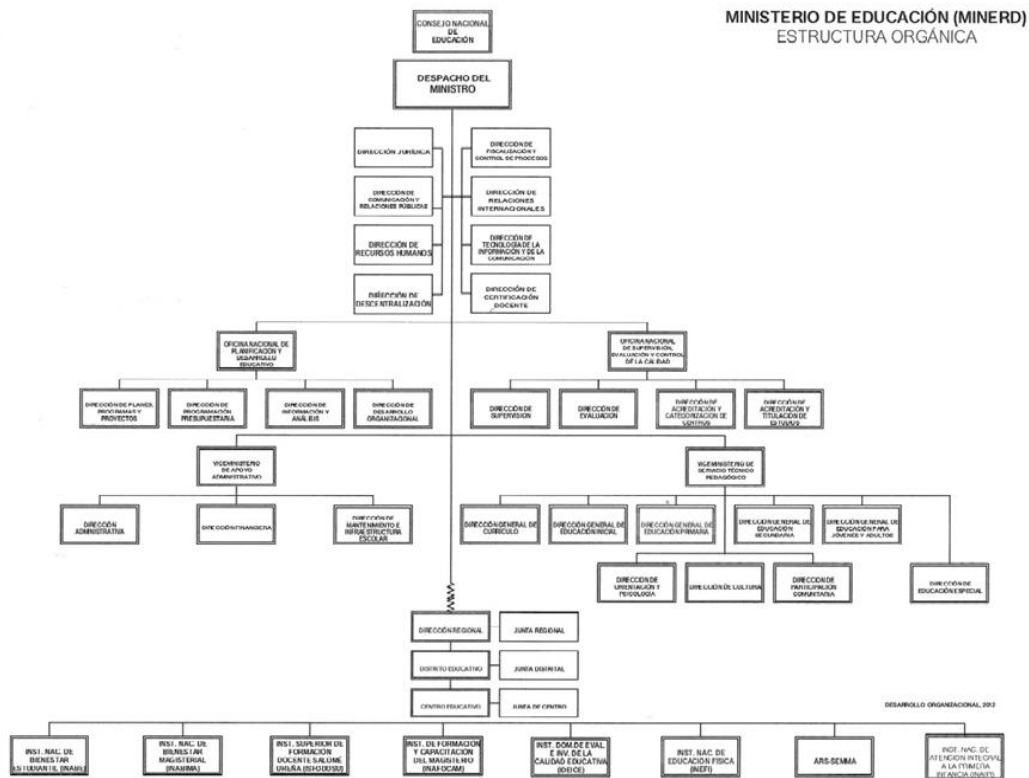 MINISTERIO DE EDUCACIÓN (MINERD)
ESTRUCTURA ORGÁNICA
CONSEJO NACIONAL
DE
EDUCACIÓN
DESPACHO DEL
MINISTRO
DIRECCIÓN JURÍDICA
DIRECCIÓN DE
FISCALIZACIÓN Y
CONTROL DE PROCESOS
DIRECCIÓN DE
COMUNICACIÓN Y
RELACIONES PÚBLICAS
DIRECCIÓN DE
RELACIONES
INTERNACIONALES
DIRECCIÓN DE
RECURSOS HUMANOS
DIRECCIÓN DE
TECNOLOGÍA DE LA
INFORMACIÓN Y DE LA
COMUNICACIÓN
DIRECCIÓN DE
DESCENTRALIZACIÓN
DIRECCIÓN DE
CERTIFICACIÓN
DOCENTE
OFICINA NACIONAL DE
PLANIFICACIÓN Y
DESARROLLO
EDUCATIVO
OFICINA NACIONAL
DE SUPERVISIÓN,
EVALUACIÓN Y CONTROL
DE LA CALIDAD
DIRECCIÓN DE PLANES,
PROGRAMAS Y
PROYECTOS
DIRECCIÓN DE
PROGRAMACIÓN
PRESUPUESTARIA
DIRECCIÓN DE
INFORMACIÓN Y
ANÁLISIS
DIRECCIÓN DE
DESARROLLO
ORGANIZACIONAL
DIRECCIÓN DE
SUPERVISIÓN
DIRECCIÓN DE
EVALUACIÓN
DIRECCIÓN DE
ACREDITACIÓN Y
CATEGORIZACIÓN DE
CENTROS
DIRECCIÓN DE
ACREDITACIÓN Y
TITULACIÓN DE
ESTUDIOS
VICEMINISTERIO
DE APOYO
ADMINISTRATIVO
VICEMINISTERIO DE
SERVICIO TÉCNICO
PEDAGÓGICO
DIRECCIÓN
ADMINISTRATIVA
DIRECCIÓN FINANCIERA
DIRECCIÓN DE
MANTENIMIENTO E
INFRAESTRUCTURA
ESCOLAR
DIRECCIÓN GENERAL DE
CURRÍCULO
DIRECCIÓN GENERAL DE
EDUCACIÓN INICIAL
DIRECCIÓN GENERAL DE
EDUCACIÓN PRIMARIA
DIRECCIÓN GENERAL DE
EDUCACIÓN
SECUNDARIA
DIRECCIÓN GENERAL DE
EDUCACIÓN PARA
JÓVENES Y ADULTOS
DIRECCIÓN DE
ORIENTACIÓN Y
PSICOLOGÍA
DIRECCIÓN DE CULTURA
DIRECCIÓN DE
PARTICIPACIÓN
COMUNITARIA
DIRECCIÓN DE
EDUCACIÓN ESPECIAL
DIRECCIÓN REGIONAL
JUNTA REGIONAL
DISTRITO EDUCATIVO
JUNTA DISTRITAL
CENTRO EDUCATIVO
JUNTA DE CENTRO
DESARROLLO ORGANIZACIONAL, 2012
INST. NAC. DE
BIENESTAR
ESTUDIANTIL (INABIE)
INST. NAC. DE
BIENESTAR
MAGISTERIAL
(INABIMA)
INST. SUPERIOR DE
FORMACIÓN
DOCENTE SALOMÉ
UREÑA (ISFODOSU)
INST. DE FORMACIÓN
Y CAPACITACIÓN
DEL MAGISTERIO
(INAFOCAM)
INST. DOM. DE EVAL.
E INV. DE LA
CALIDAD EDUCATIVA
(IDEICE)
INST. NAC. DE
EDUCACIÓN FÍSICA
(INEFI)
ARS-SEMMA
INST. NAC. DE
ATENCIÓN INTEGRAL
A LA PRIMERA
INFANCIA (INAIPI)